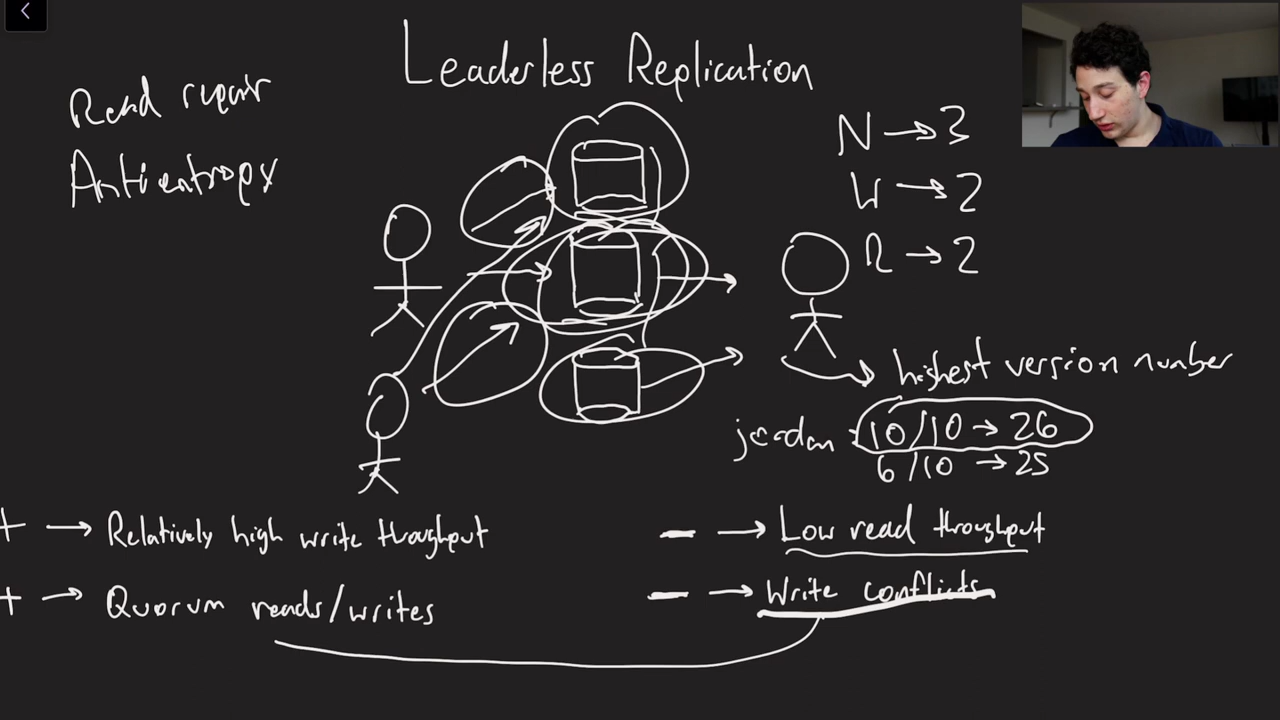 Leaderless Replication
Read repair
Antientropy
N → 3
W → 2
R → 2
highest version number
jordan : 10/10 → 26
6/10 → 25
+ → Relatively high write throughput
+ → Quorum reads/writes
- → Low read throughput
- → Write conflicts